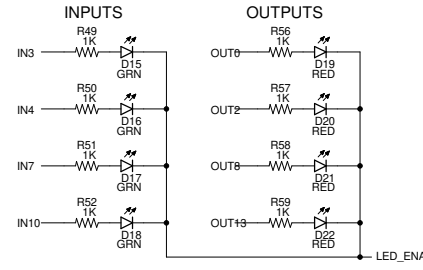 INPUTS OUTPUTS
R49 R56
1K 1K
IN3 OUT0
D15 D19
GRN RED
R50 R57
1K 1K
IN4 OUT2
D16 D20
GRN RED
R51 R58
1K 1K
IN7 OUT8
D17 D21
GRN RED
R52 R59
1K 1K
IN10 OUT13
D18 D22
GRN RED
LED_ENA